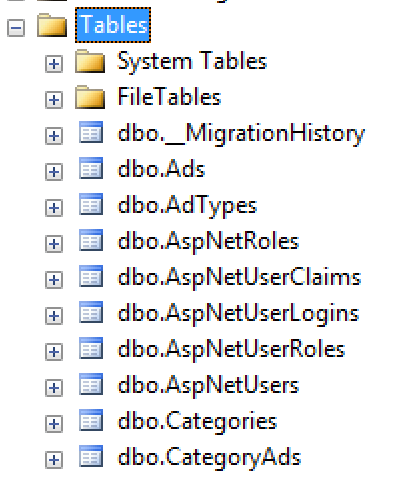 Tables
System Tables
FileTables
dbo.__MigrationHistory
dbo.Ads
dbo.AdTypes
dbo.AspNetRoles
dbo.AspNetUserClaims
dbo.AspNetUserLogins
dbo.AspNetUserRoles
dbo.AspNetUsers
dbo.Categories
dbo.CategoryAds